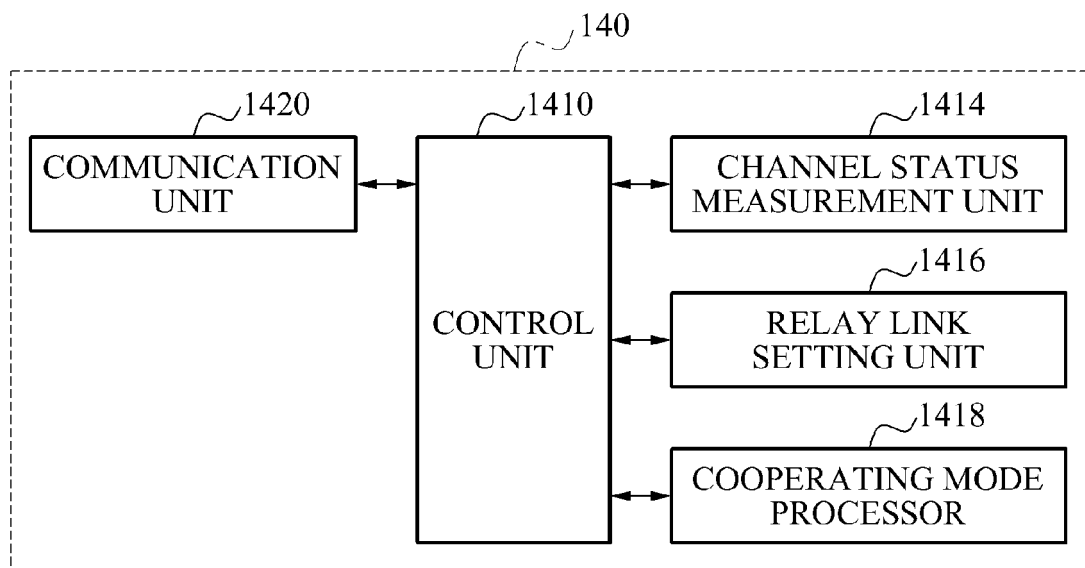 140
1420
1410
1414
COMMUNICATION
UNIT
CHANNEL STATUS
MEASUREMENT UNIT
1416
CONTROL
UNIT
RELAY LINK
SETTING UNIT
1418
COOPERATING MODE
PROCESSOR